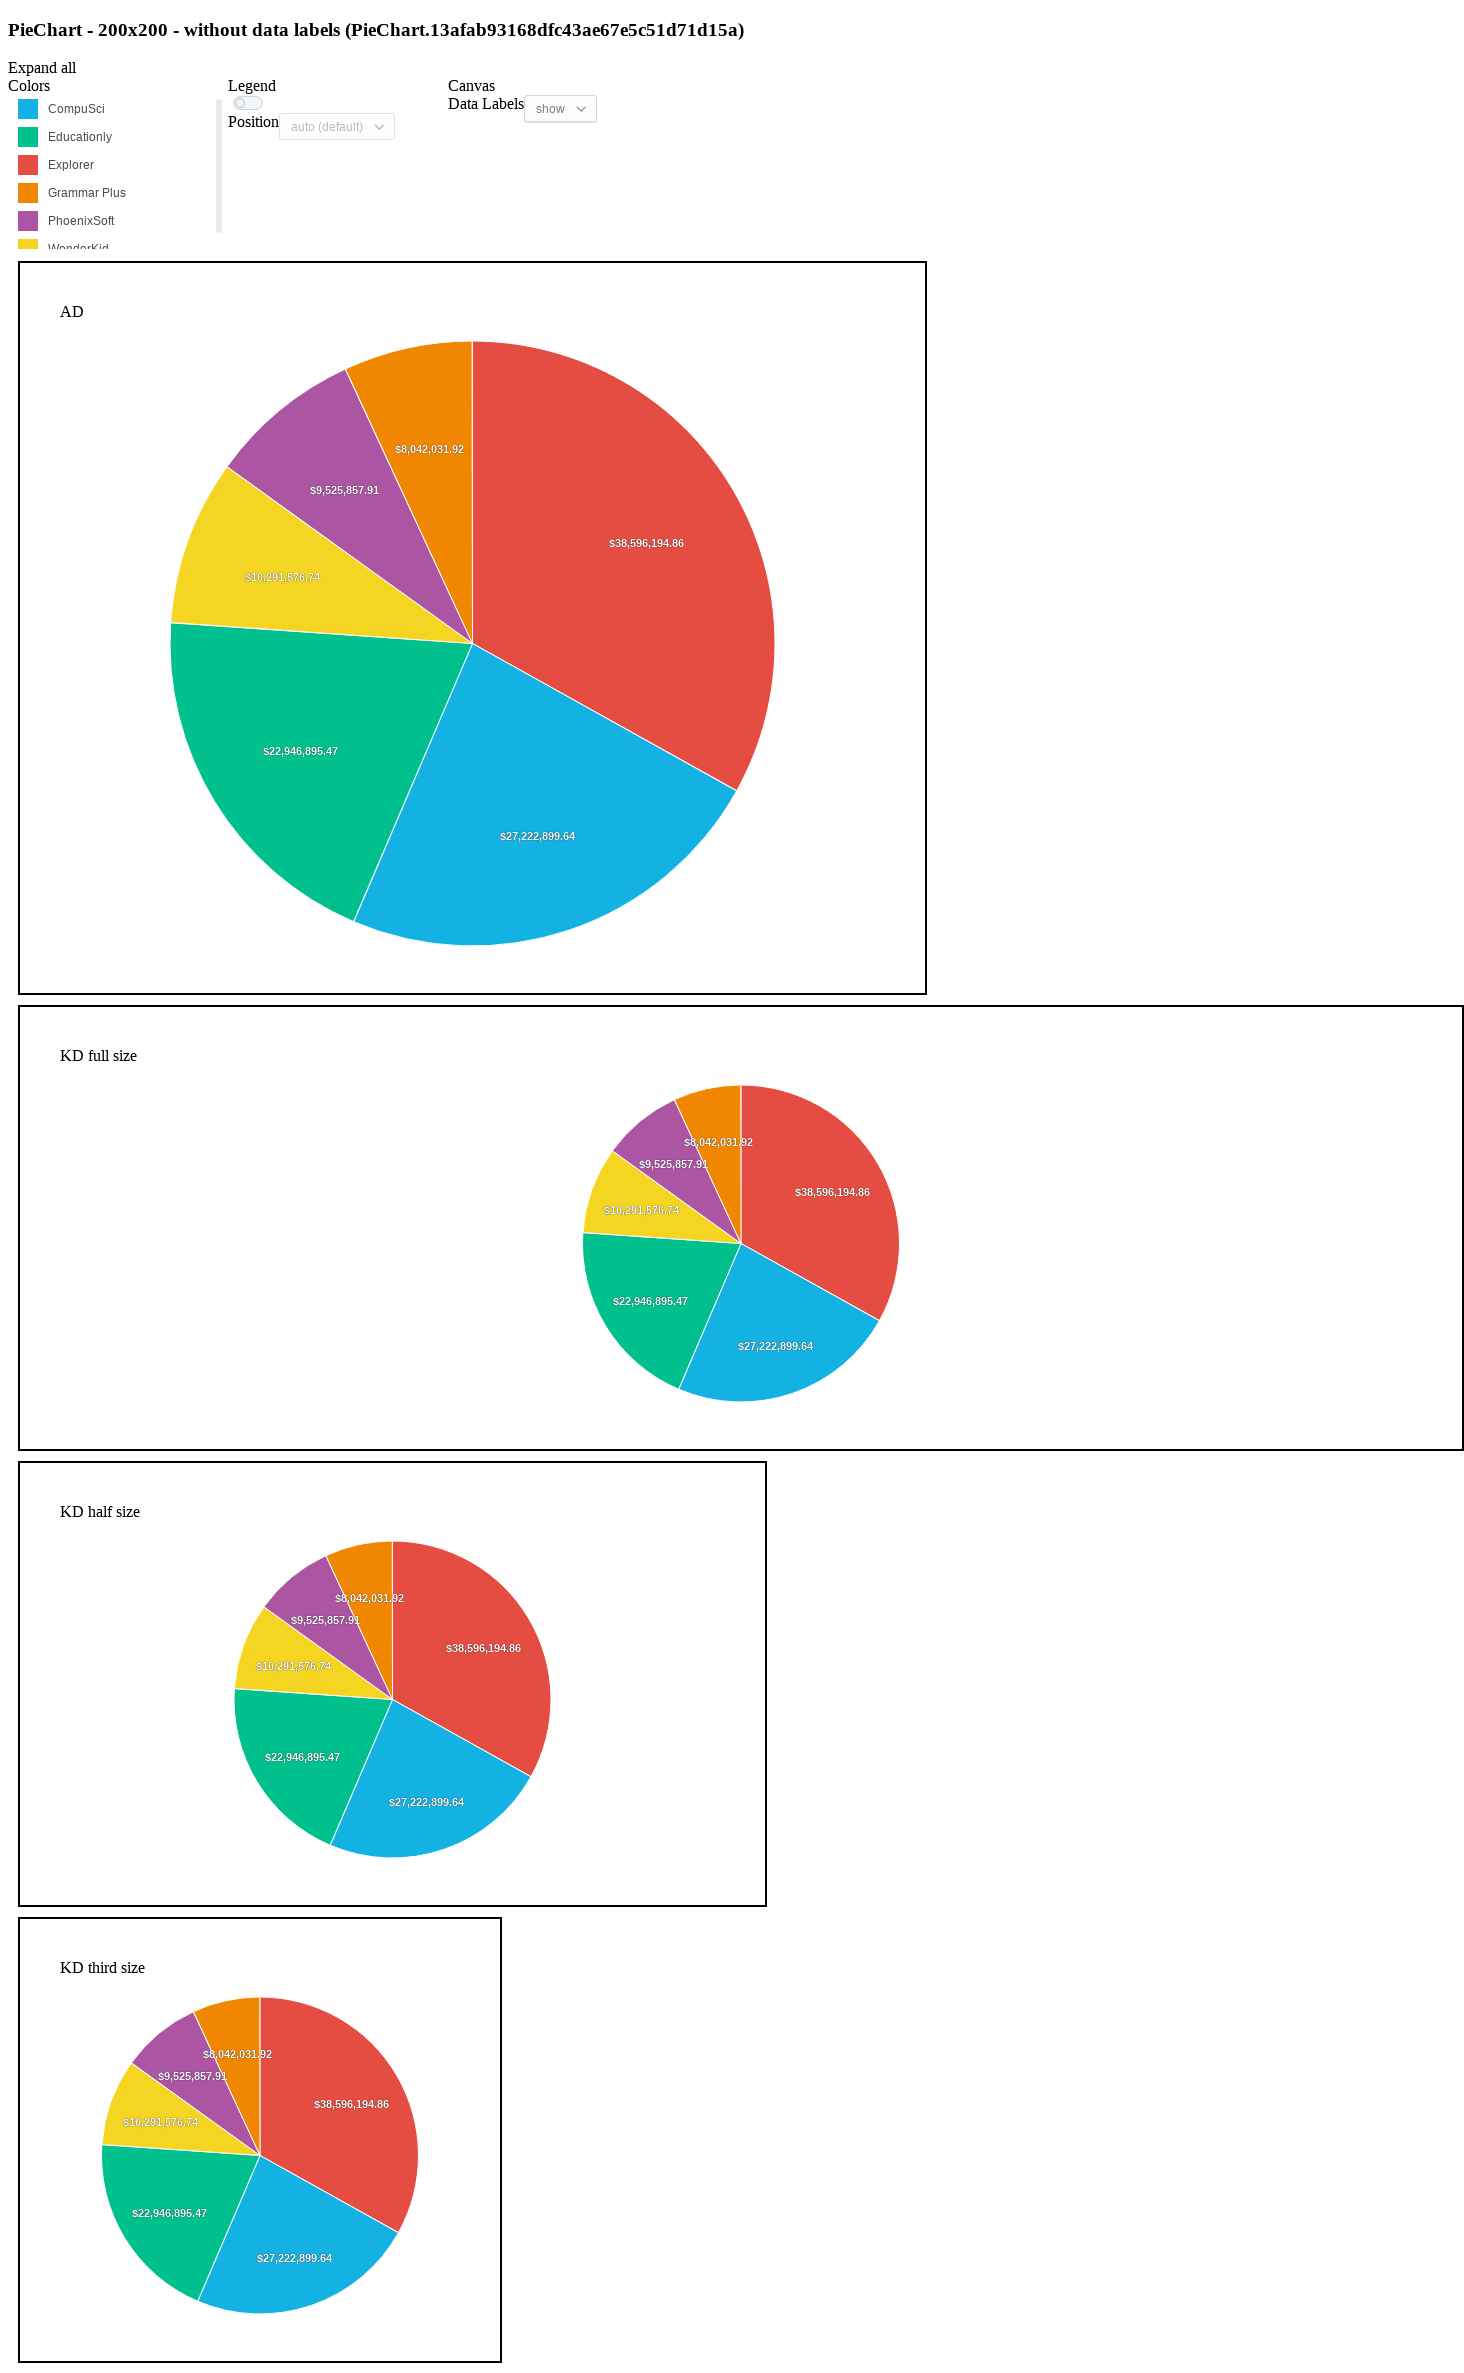 PieChart - 200x200 - without data labels (PieChart.13afab93168dfc43ae67e5c51d71d15a)
Expand all
Colors
CompuSci
Educationly
Explorer
Grammar Plus
PhoenixSoft
WonderKid
Legend
Position auto (default)
Canvas
Data Labels show
AD
$8,042,031.92
$9,525,857.91
$38,596,194.86
$10,291,576.74
$22,946,895.47
$27,222,899.64
KD full size
$8,042,031.92
$9,525,857.91
$38,596,194.86
$10,291,576.74
$22,946,895.47
$27,222,899.64
KD half size
$8,042,031.92
$9,525,857.91
$38,596,194.86
$10,291,576.74
$22,946,895.47
$27,222,899.64
KD third size
$8,042,031.92
$9,525,857.91
$38,596,194.86
$10,291,576.74
$22,946,895.47
$27,222,899.64